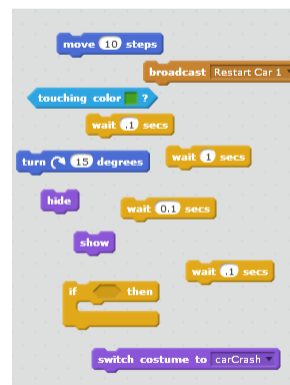 move 10 steps
broadcast Restart Car 1
touching color ?
wait .1 secs
turn 15 degrees
wait 1 secs
hide
wait 0.1 secs
show
wait .1 secs
if then
switch costume to carCrash